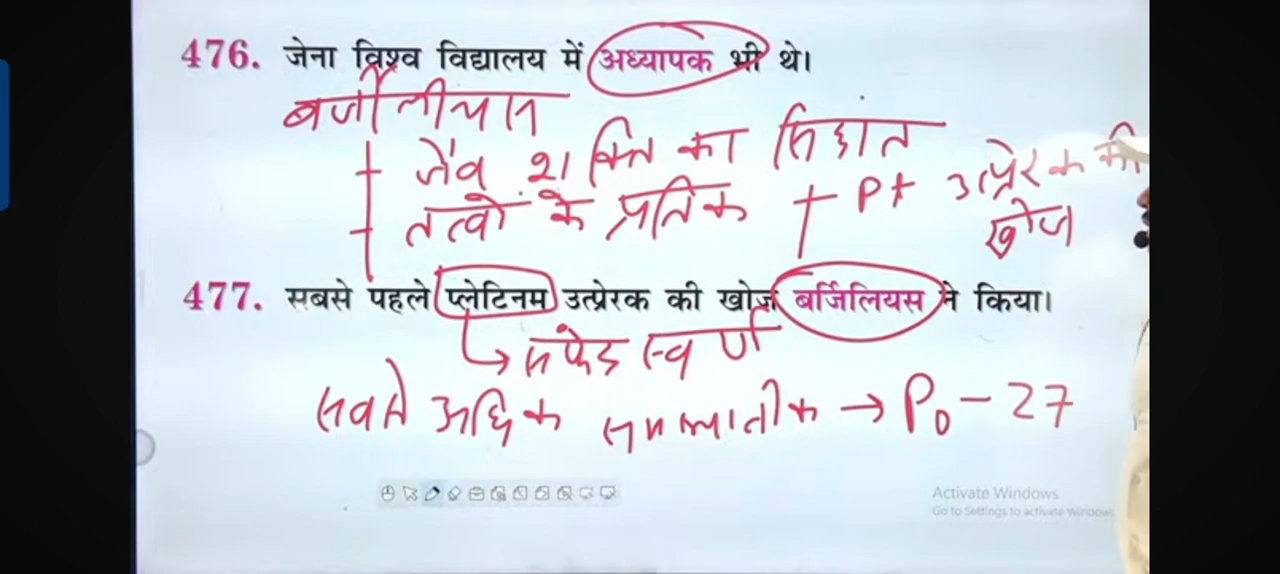 476. जेना विश्व विद्यालय में अध्यापक भी थे।
बर्जीलीयस
जैव शक्ति का सिद्दांत
तत्वों के प्रतिक Pt उत्प्रेरक की
खोज
477. सबसे पहले प्लेटिनम उत्प्रेरक की खोज बर्जिलियस ने किया।
सफेद स्वर्ण
सबसे अधिक समस्थानीक → Po - 27
Activate Windows
Go to Settings to activate Windows.